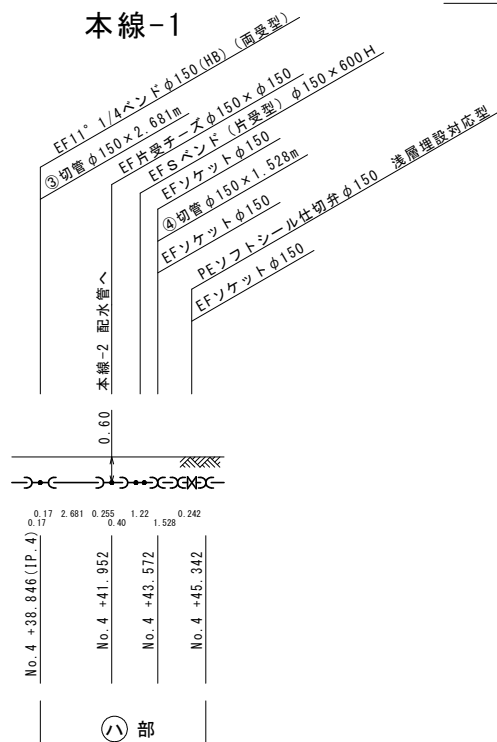 本線-1
EF11°1/4ベンドφ150(HB)(両受型)
③切管φ150×2.681m
EF片受チーズφ150×φ150
EFSベンド(片受型)φ150×600H
EFソケットφ150
④切管φ150×1.528m
EFソケットφ150
PEソフトシール仕切弁φ150 浅層埋設対応型
EFソケットφ150
本線-2 配水管へ
0.60
0.17 2.681 0.255 1.22 0.242
0.17 0.40 1.528
No.4 +38.846(IP.4)
No.4 +41.952
No.4 +43.572
No.4 +45.342
ハ 部